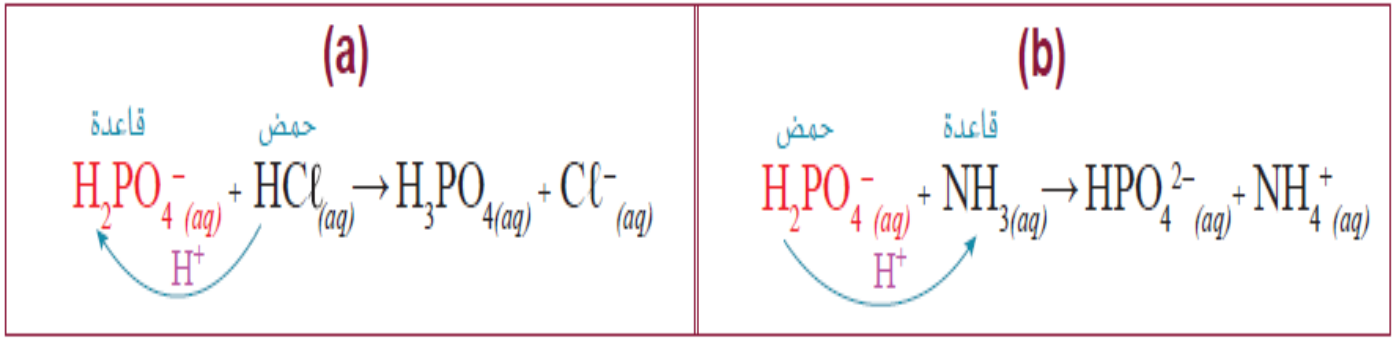 (a)
قاعدة حمض
H₂PO₄⁻(aq) + HCℓ(aq) → H₃PO₄(aq) + Cℓ⁻(aq)
H⁺
(b)
حمض قاعدة
H₂PO₄⁻(aq) + NH₃(aq) → HPO₄²⁻(aq) + NH₄⁺(aq)
H⁺